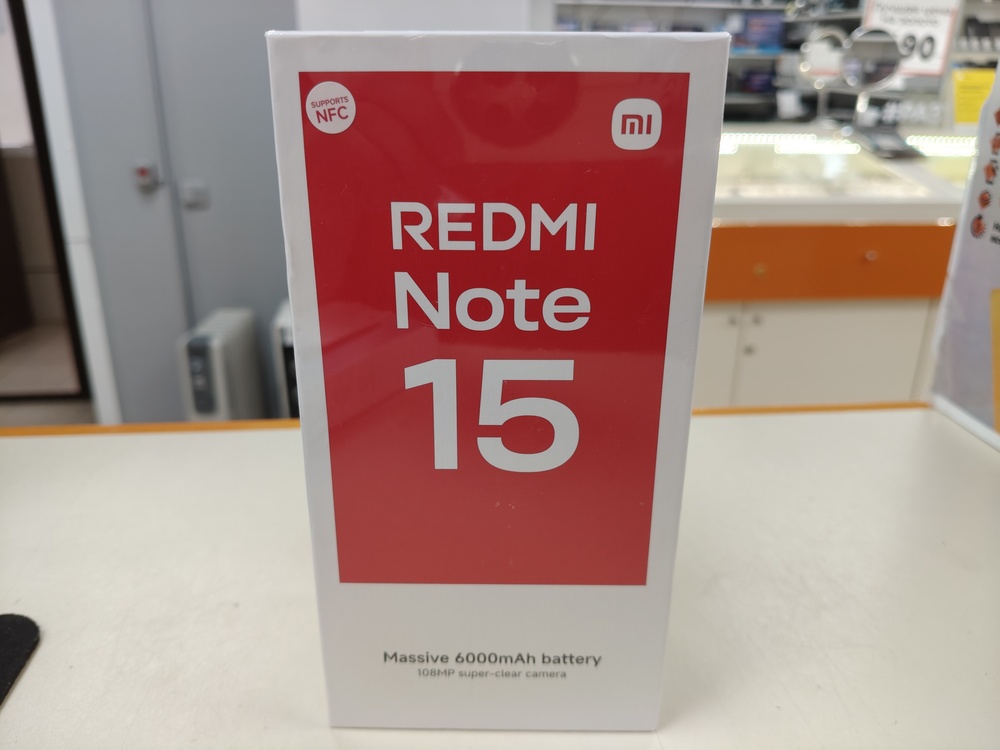 SUPPORTS
NFC
mi
REDMI
Note
15
Massive 6000mAh battery
108MP super-clear camera
90